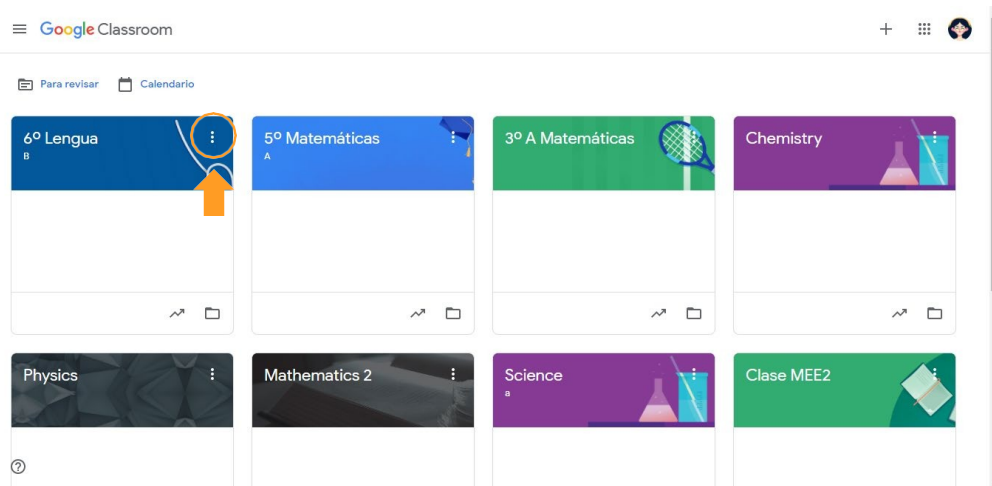 Google Classroom
Para revisar
Calendario
6º Lengua
B
5º Matemáticas
A
3º A Matemáticas
Chemistry
Physics
Mathematics 2
Science
a
Clase MEE2